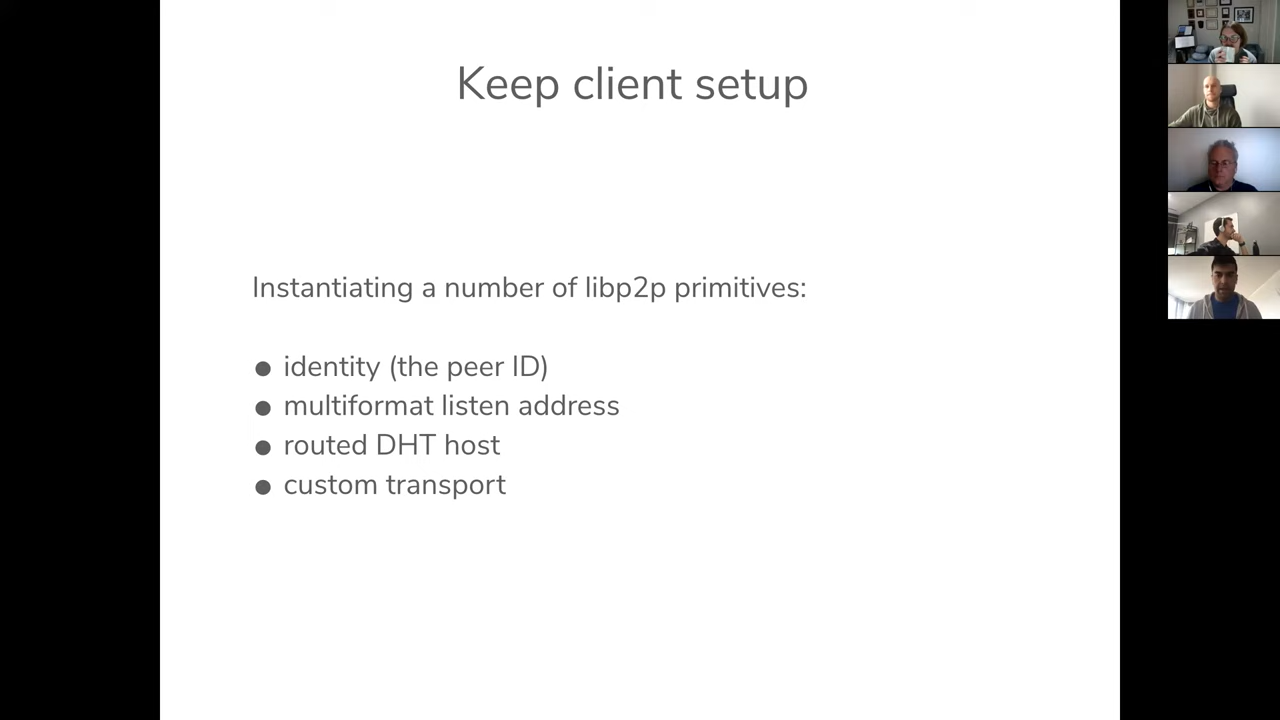 Keep client setup
Instantiating a number of libp2p primitives:
● identity (the peer ID)
● multiformat listen address
● routed DHT host
● custom transport